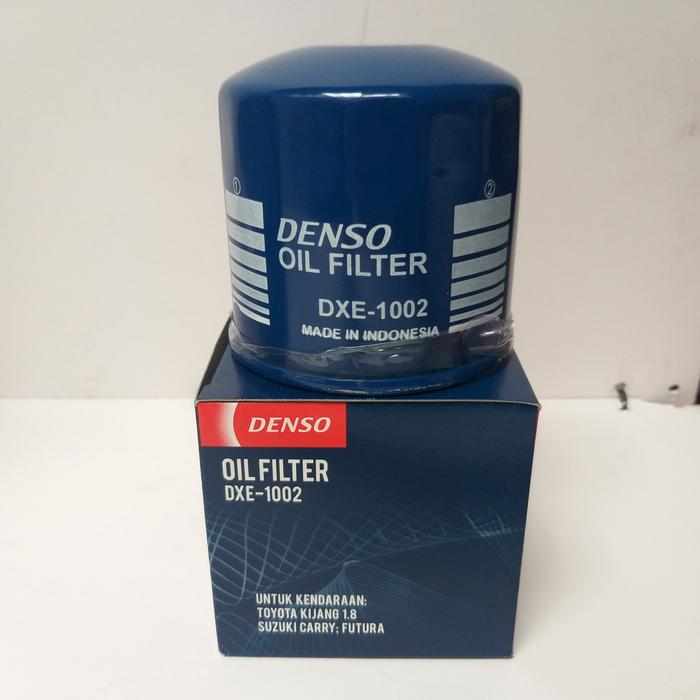 ① ②
DENSO
OIL FILTER
DXE-1002
MADE IN INDONESIA
DENSO
OIL FILTER
DXE-1002
UNTUK KENDARAAN:
TOYOTA KIJANG 1.8
SUZUKI CARRY; FUTURA